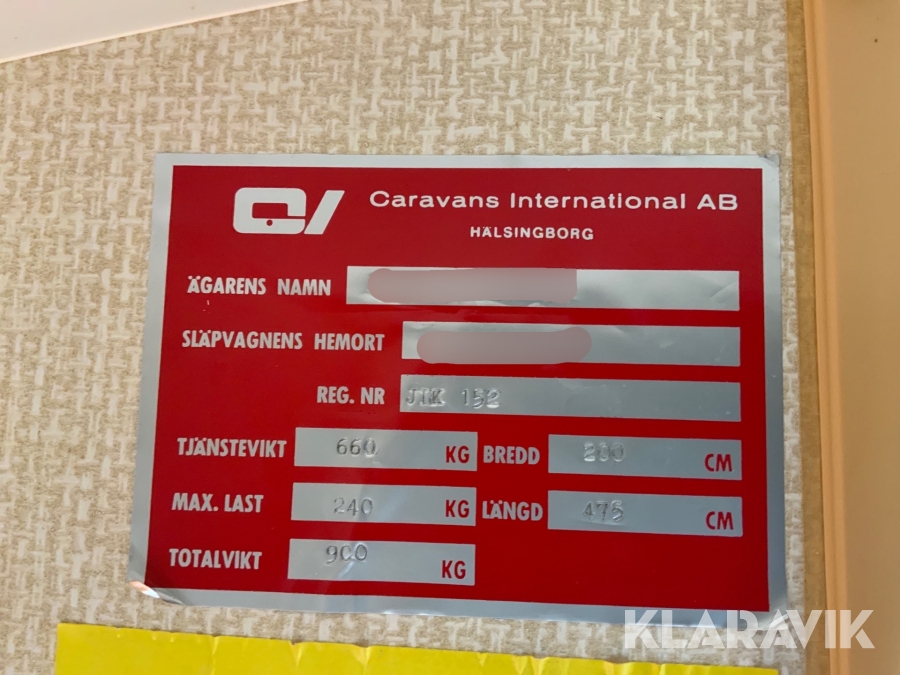 CI Caravans International AB
HÄLSINGBORG
ÄGARENS NAMN
SLÄPVAGNENS HEMORT
REG. NR JTK 152
TJÄNSTEVIKT 660 KG BREDD 200 CM
MAX. LAST 240 KG LÄNGD 475 CM
TOTALVIKT 900 KG
KLARAVIK